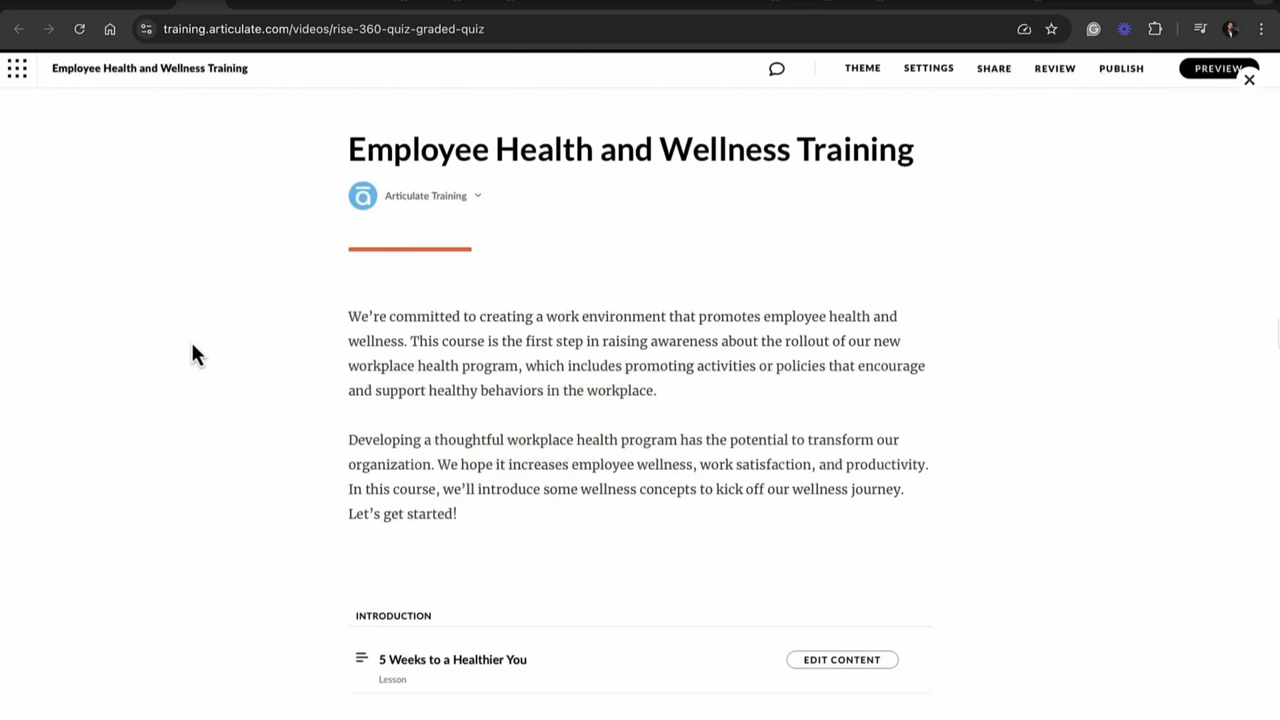 training.articulate.com/videos/rise-360-quiz-graded-quiz
Employee Health and Wellness Training
THEME SETTINGS SHARE REVIEW PUBLISH PREVIEW
Employee Health and Wellness Training
ā Articulate Training
We’re committed to creating a work environment that promotes employee health and
wellness. This course is the first step in raising awareness about the rollout of our new
workplace health program, which includes promoting activities or policies that encourage
and support healthy behaviors in the workplace.
Developing a thoughtful workplace health program has the potential to transform our
organization. We hope it increases employee wellness, work satisfaction, and productivity.
In this course, we’ll introduce some wellness concepts to kick off our wellness journey.
Let’s get started!
INTRODUCTION
5 Weeks to a Healthier You EDIT CONTENT
Lesson